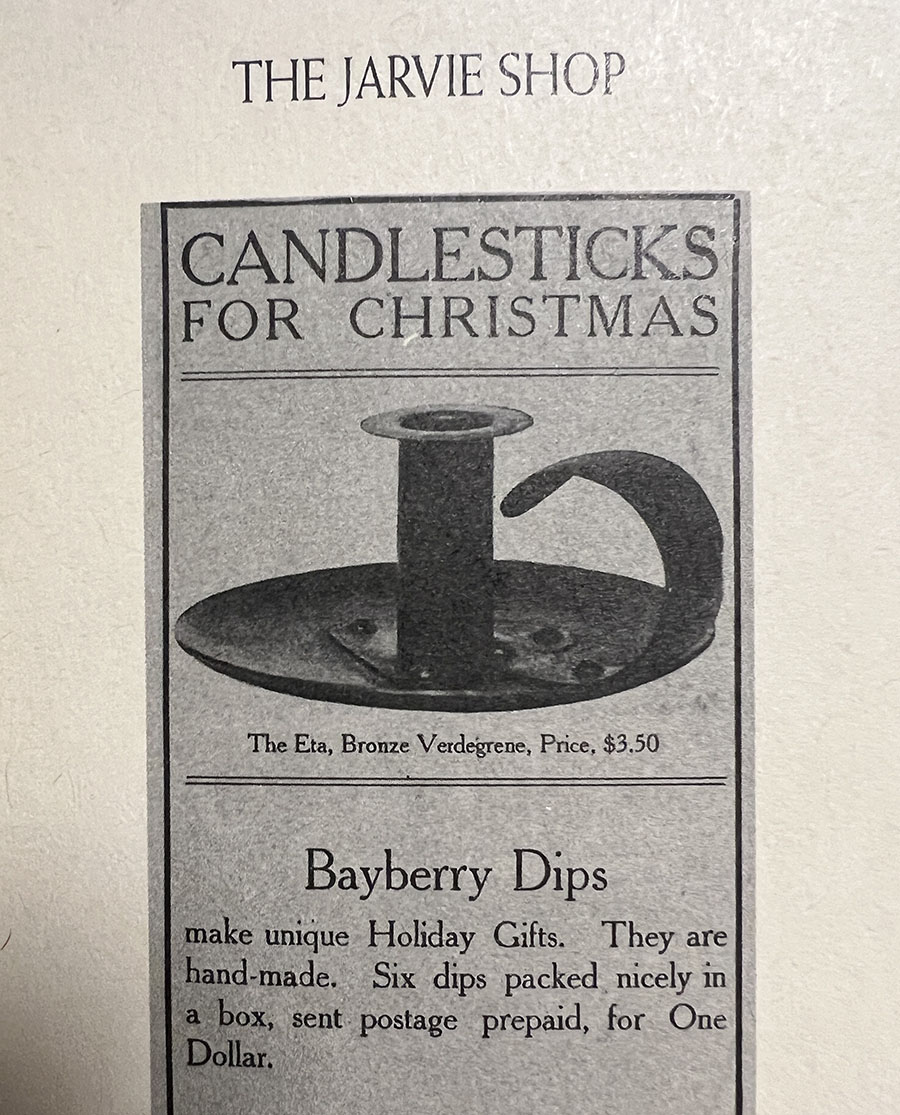 THE JARVIE SHOP
CANDLESTICKS
FOR CHRISTMAS
The Eta, Bronze Verdegrene, Price, $3.50
Bayberry Dips
make unique Holiday Gifts. They are
hand-made. Six dips packed nicely in
a box, sent postage prepaid, for One
Dollar.